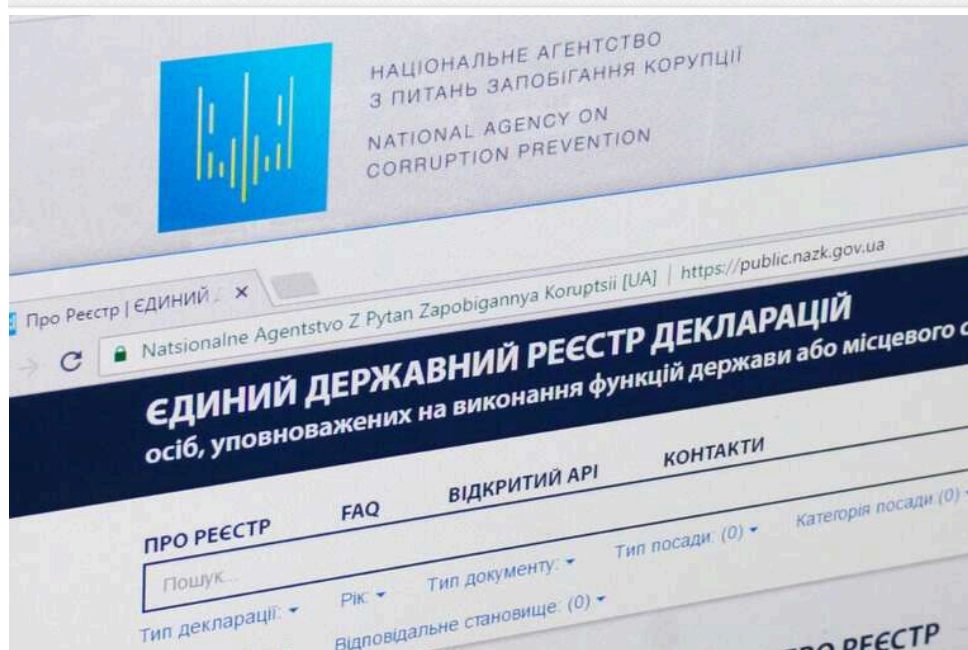 НАЦІОНАЛЬНЕ АГЕНТСТВО
З ПИТАНЬ ЗАПОБІГАННЯ КОРУПЦІЇ
NATIONAL AGENCY ON
CORRUPTION PREVENTION
Про Реєстр | ЄДИНИЙ
Natsionalne Agentstvo Z Pytan Zapobigannya Koruptsii [UA] | https://public.nazk.gov.ua
ЄДИНИЙ ДЕРЖАВНИЙ РЕЄСТР ДЕКЛАРАЦІЙ
осіб, уповноважених на виконання функцій держави або місцевого с
ПРО РЕЄСТР FAQ ВІДКРИТИЙ АРІ КОНТАКТИ
Пошук...
Тип декларації: Рік: Тип документу: Тип посади: (0) Категорія посади (0)
Відповідальне становище: (0)
РО РЕЄСТР